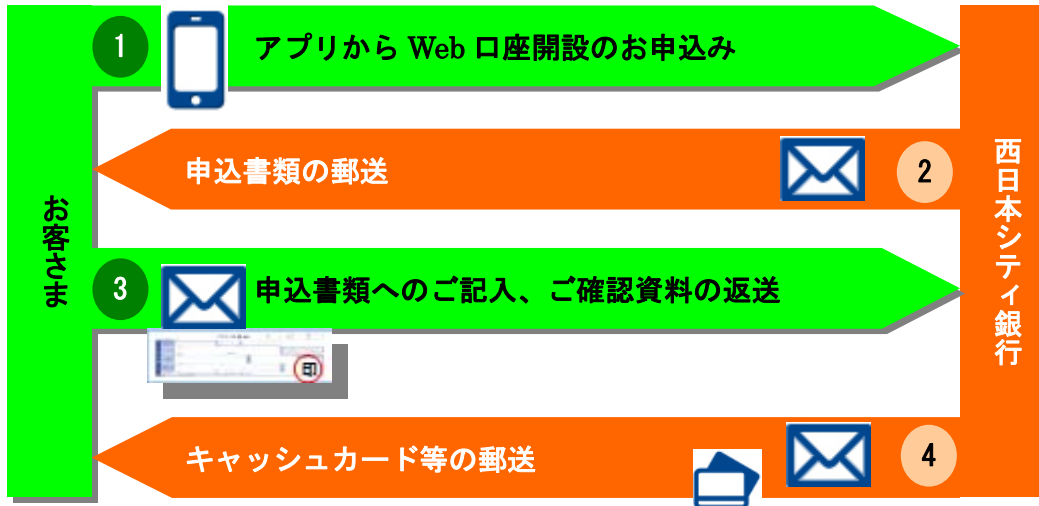 お客さま
1
アプリから Web 口座開設のお申込み
申込書類の郵送
2
3
申込書類へのご記入、ご確認資料の返送
印
キャッシュカード等の郵送
4
西日本シティ銀行